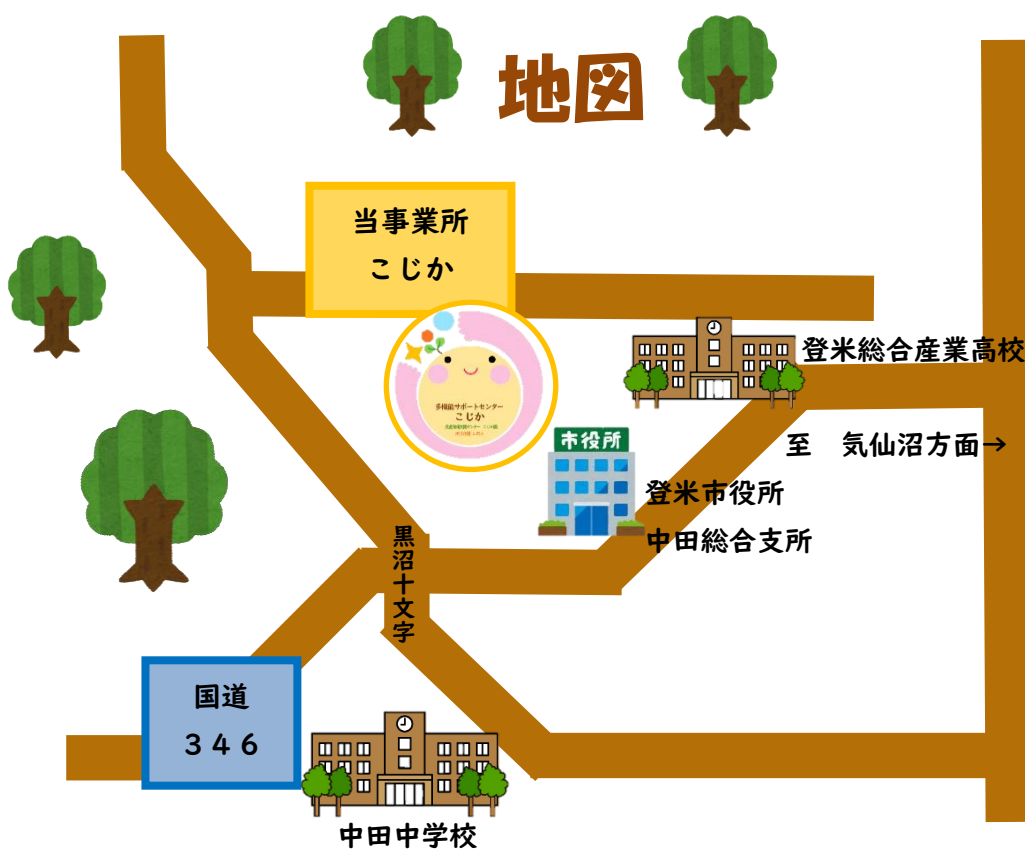 地図
当事業所
こじか
多機能サポートセンター
こじか
登米総合産業高校
至　気仙沼方面→
市役所
登米市役所
中田総合支所
黒沼十文字
国道
３４６
中田中学校